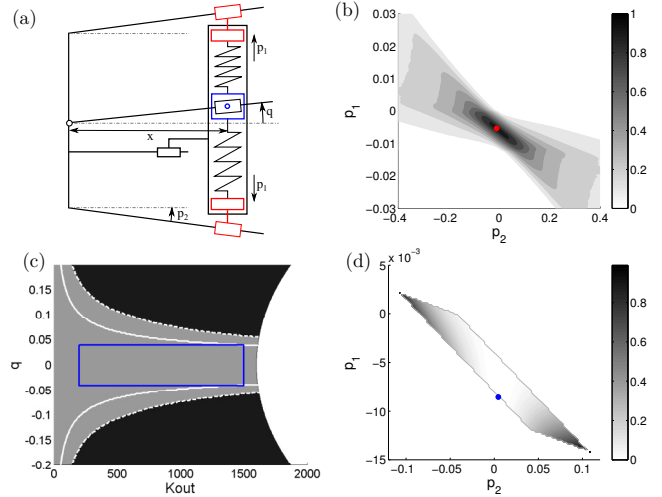 (a)
p1
q
x
p1
p2
(b)
p1
0.03
0.02
0.01
0
−0.01
−0.02
−0.03
−0.4
−0.2
0
0.2
0.4
p2
1
0.8
0.6
0.4
0.2
0
(c)
q
0.15
0.1
0.05
0
-0.05
-0.1
-0.15
-0.2
0
500
1000
1500
2000
Kout
(d)
x 10−3
p1
5
0
−5
−10
−15
−0.1
−0.05
0
0.05
0.1
p2
0.8
0.6
0.4
0.2
0